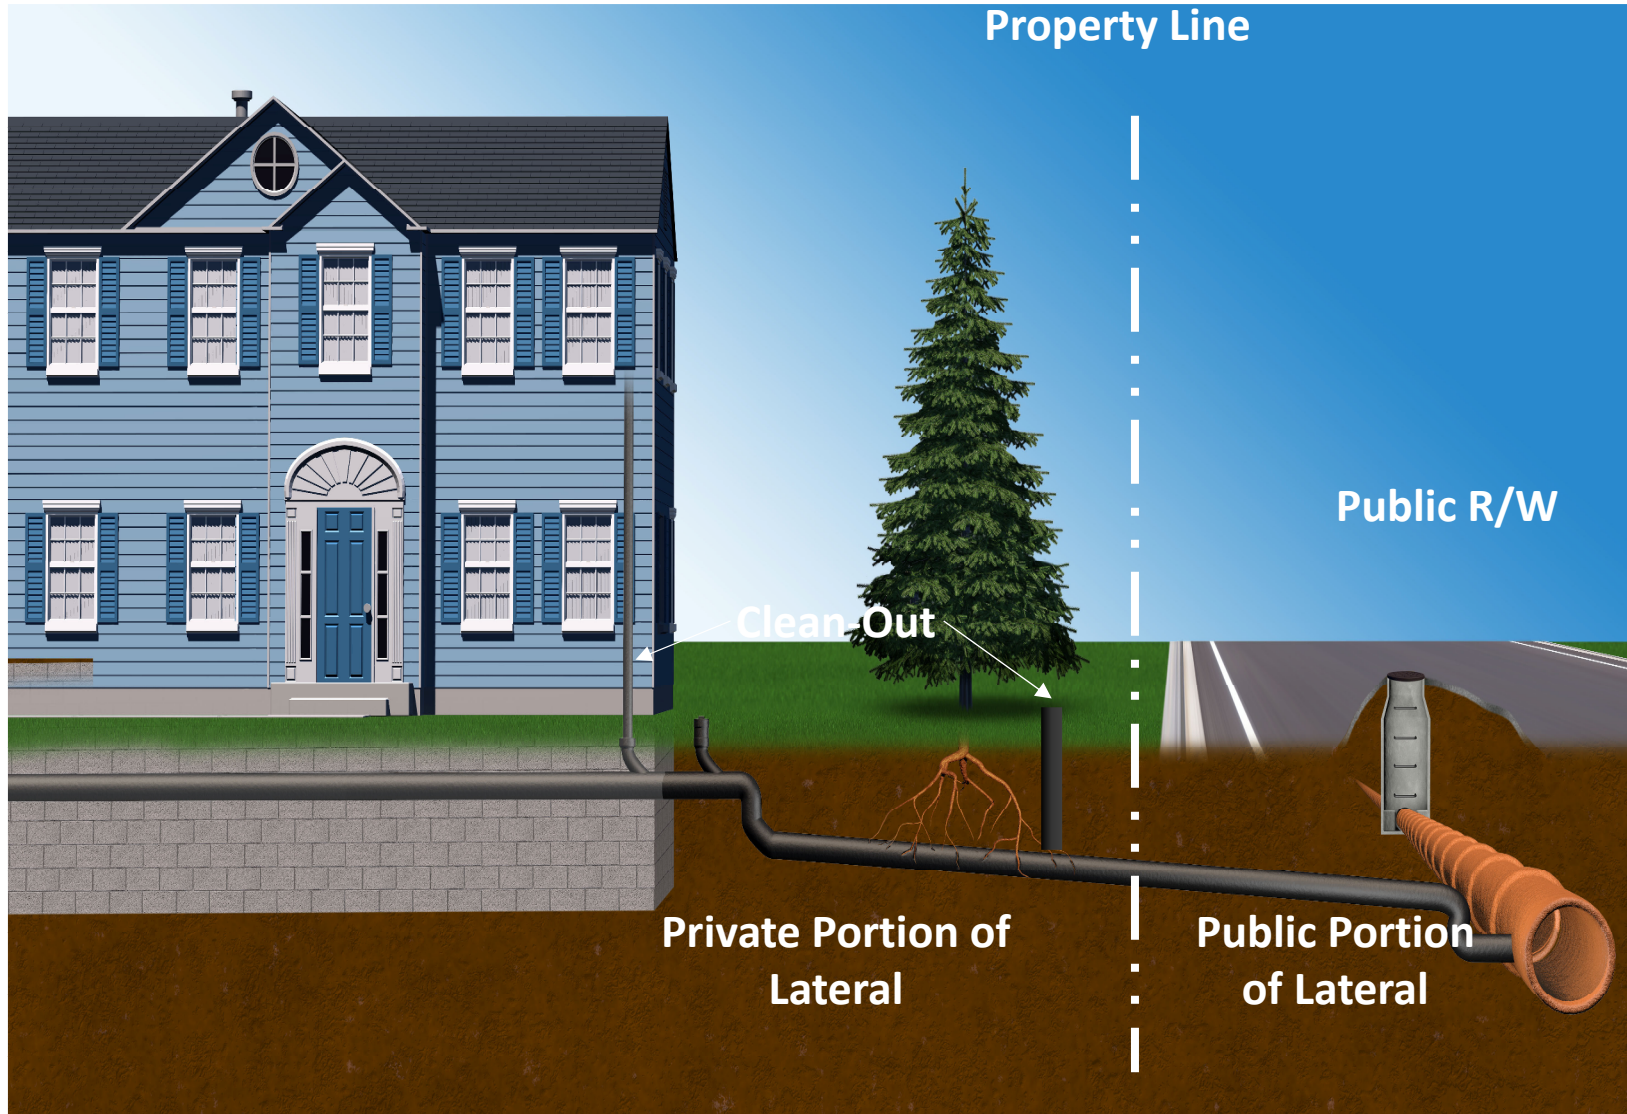 Property Line
Public R/W
Clean-Out
Private Portion of
Lateral
Public Portion
of Lateral